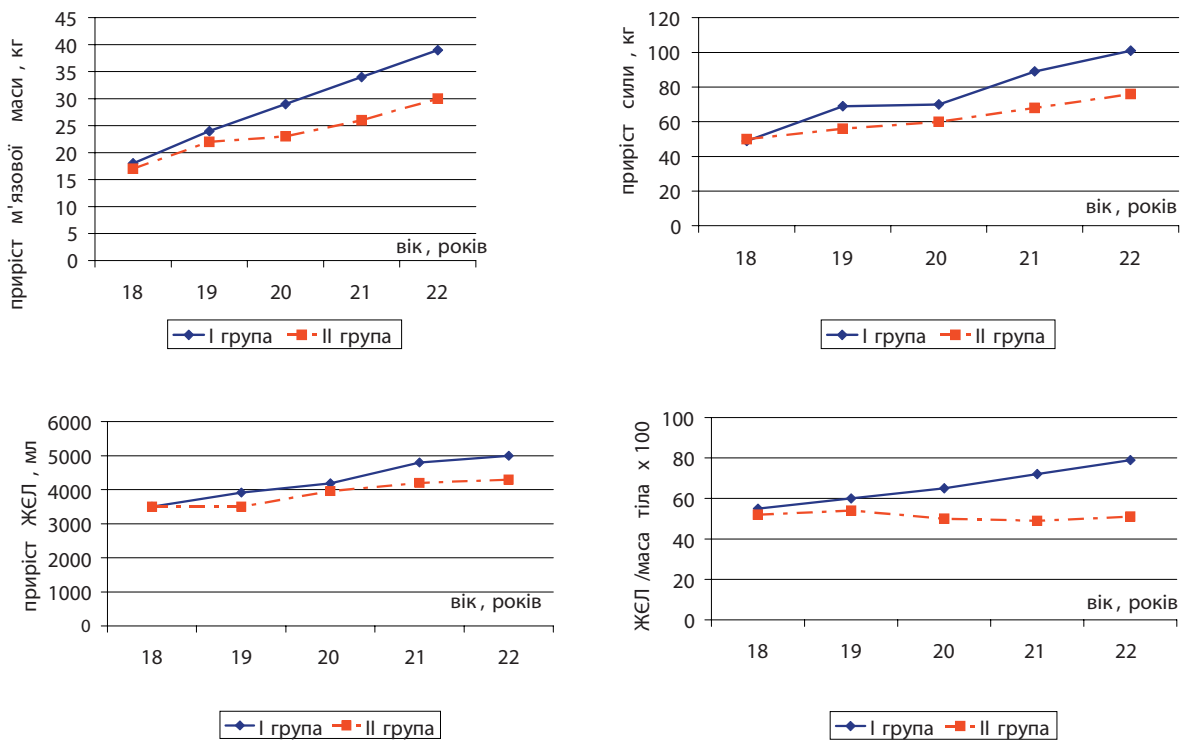 приріст м'язової маси , кг
45
40
35
30
25
20
15
10
5
0
вік , років
18 19 20 21 22
І група ІІ група
приріст сили , кг
120
100
80
60
40
20
0
вік , років
18 19 20 21 22
І група ІІ група
приріст ЖЄЛ , мл
6000
5000
4000
3000
2000
1000
0
вік , років
18 19 20 21 22
І група ІІ група
ЖЄЛ /маса тіла х 100
100
80
60
40
20
0
вік , років
18 19 20 21 22
І група ІІ група